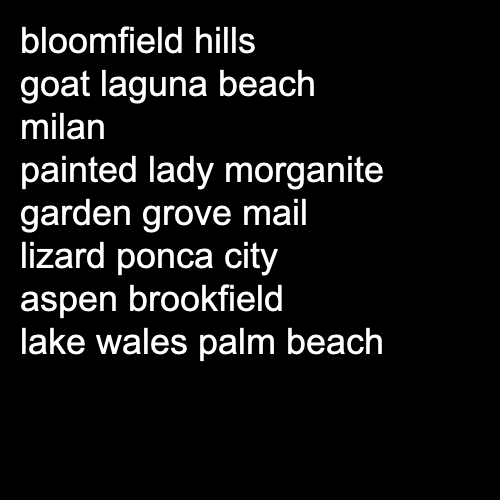 bloomfield hills
goat laguna beach
milan
painted lady morganite
garden grove mail
lizard ponca city
aspen brookfield
lake wales palm beach